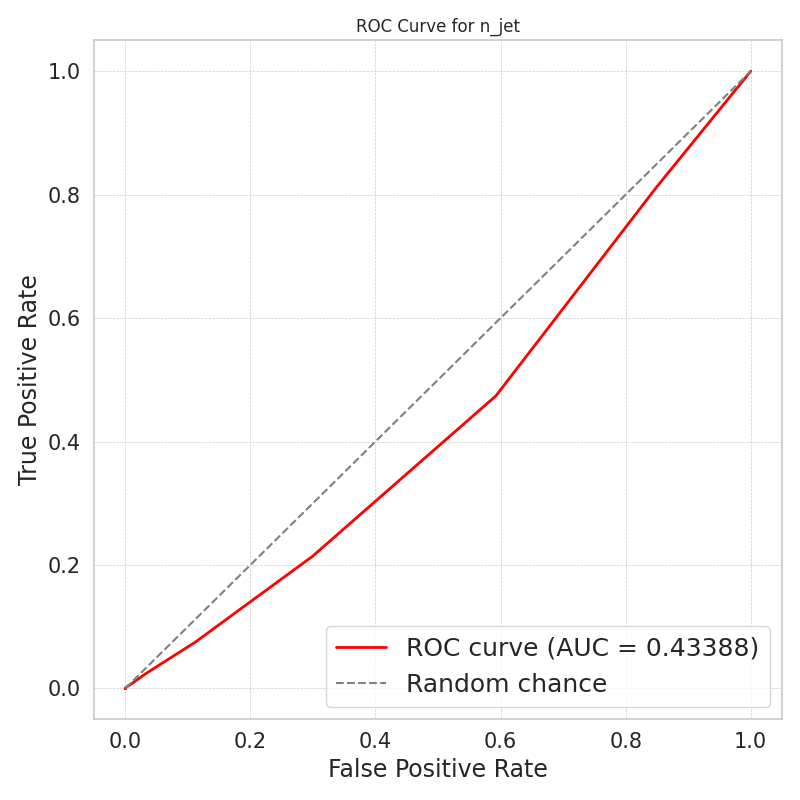 ROC Curve for n_jet
1.0
0.8
0.6
0.4
0.2
0.0
True Positive Rate
ROC curve (AUC = 0.43388)
Random chance
0.0 0.2 0.4 0.6 0.8 1.0
False Positive Rate